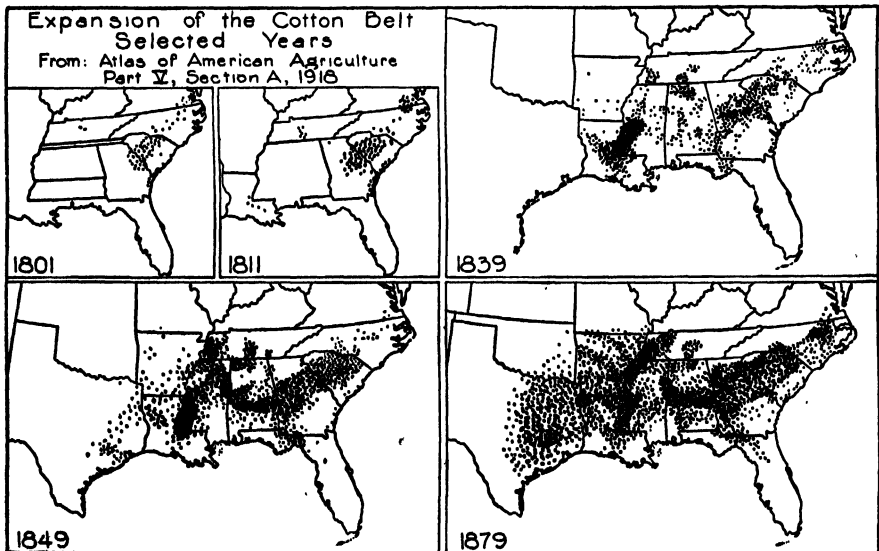 Expansion of the Cotton Belt
Selected Years
From: Atlas of American Agriculture
Part V, Section A, 1918
1801
1811
1839
1849
1879